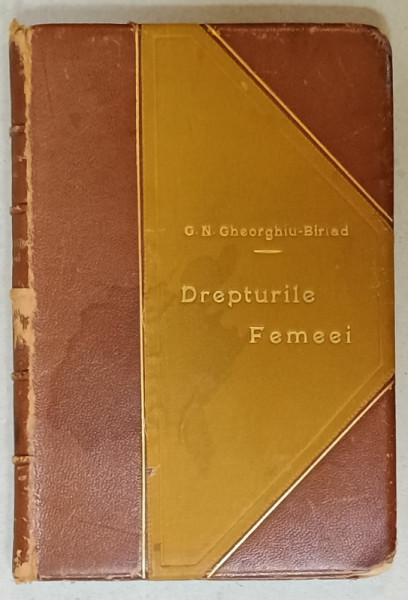 G. N. Gheorghiu-Birlad
Drepturile
Femeei